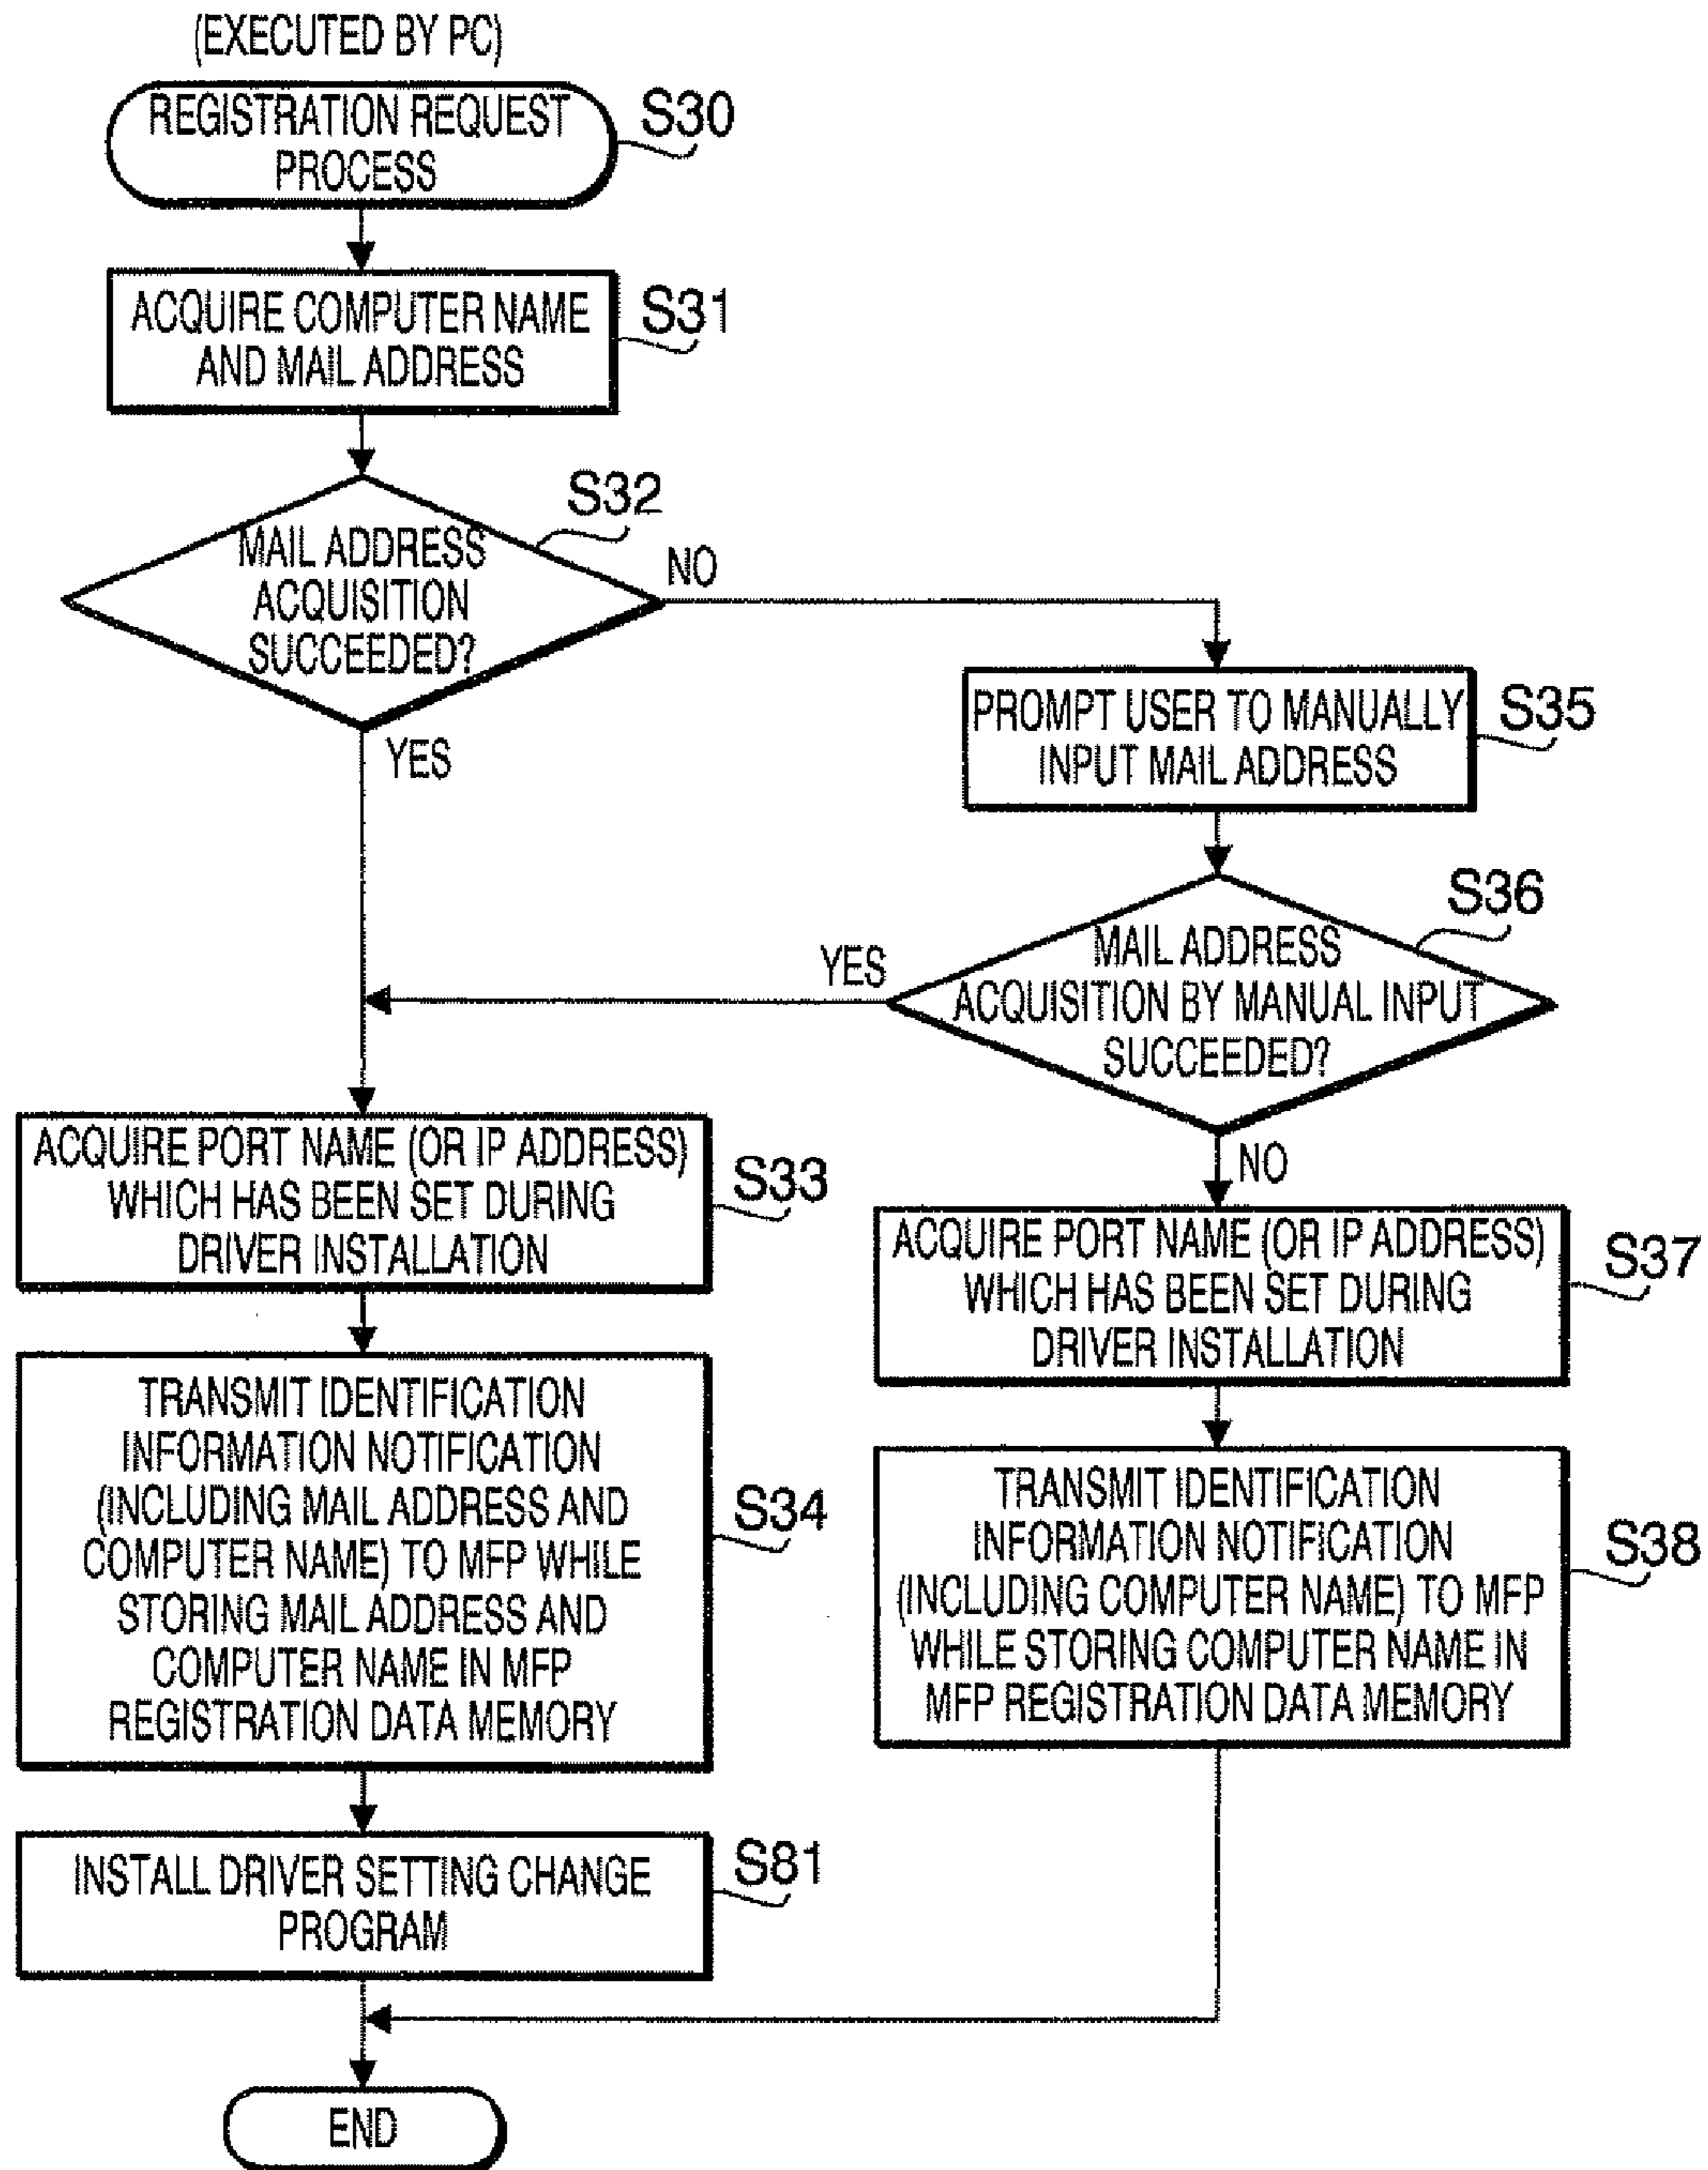 (EXECUTED BY PC)
REGISTRATION REQUEST
PROCESS
S30
ACQUIRE COMPUTER NAME
AND MAIL ADDRESS
S31
S32
MAIL ADDRESS
ACQUISITION
SUCCEEDED?
NO
YES
PROMPT USER TO MANUALLY
INPUT MAIL ADDRESS
S35
S36
MAIL ADDRESS
ACQUISITION BY MANUAL INPUT
SUCCEEDED?
YES
NO
ACQUIRE PORT NAME (OR IP ADDRESS)
WHICH HAS BEEN SET DURING
DRIVER INSTALLATION
S33
ACQUIRE PORT NAME (OR IP ADDRESS)
WHICH HAS BEEN SET DURING
DRIVER INSTALLATION
S37
TRANSMIT IDENTIFICATION
INFORMATION NOTIFICATION
(INCLUDING MAIL ADDRESS AND
COMPUTER NAME) TO MFP WHILE
STORING MAIL ADDRESS AND
COMPUTER NAME IN MFP
REGISTRATION DATA MEMORY
S34
TRANSMIT IDENTIFICATION
INFORMATION NOTIFICATION
(INCLUDING COMPUTER NAME) TO MFP
WHILE STORING COMPUTER NAME IN
MFP REGISTRATION DATA MEMORY
S38
INSTALL DRIVER SETTING CHANGE
PROGRAM
S81
END